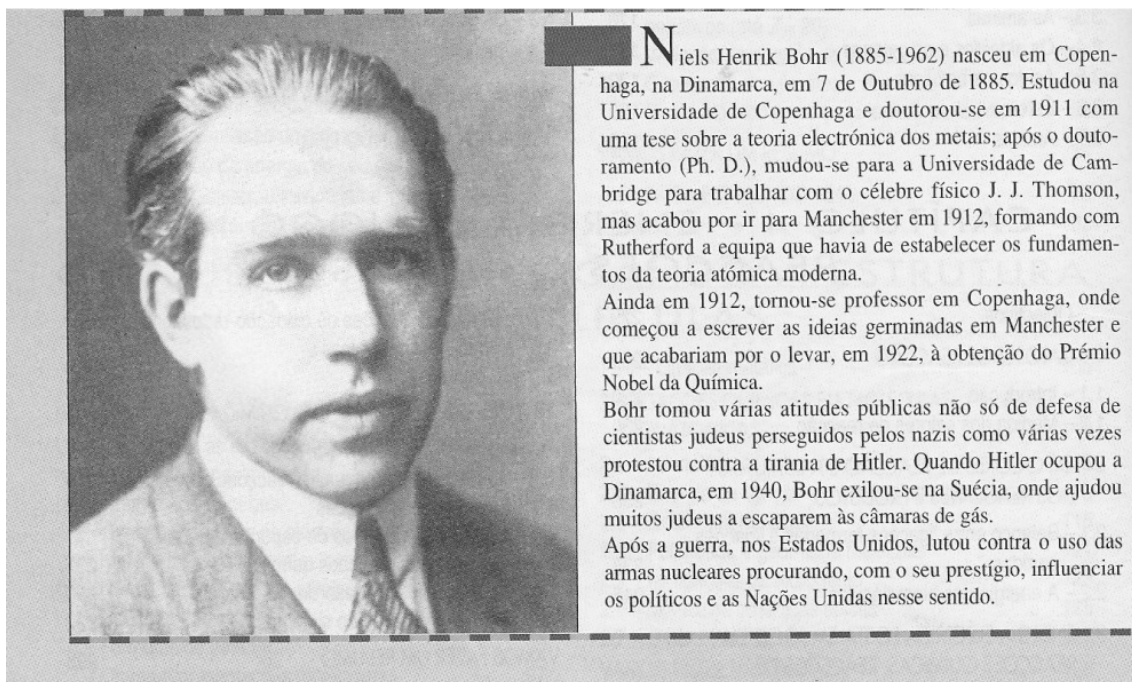 Niels Henrik Bohr (1885-1962) nasceu em Copen-
haga, na Dinamarca, em 7 de Outubro de 1885. Estudou na
Universidade de Copenhaga e doutorou-se em 1911 com
uma tese sobre a teoria electrónica dos metais; após o douto-
ramento (Ph. D.), mudou-se para a Universidade de Cam-
bridge para trabalhar com o célebre físico J. J. Thomson,
mas acabou por ir para Manchester em 1912, formando com
Rutherford a equipa que havia de estabelecer os fundamen-
tos da teoria atómica moderna.
Ainda em 1912, tornou-se professor em Copenhaga, onde
começou a escrever as ideias germinadas em Manchester e
que acabariam por o levar, em 1922, à obtenção do Prémio
Nobel da Química.
Bohr tomou várias atitudes públicas não só de defesa de
cientistas judeus perseguidos pelos nazis como várias vezes
protestou contra a tirania de Hitler. Quando Hitler ocupou a
Dinamarca, em 1940, Bohr exilou-se na Suécia, onde ajudou
muitos judeus a escaparem às câmaras de gás.
Após a guerra, nos Estados Unidos, lutou contra o uso das
armas nucleares procurando, com o seu prestígio, influenciar
os políticos e as Nações Unidas nesse sentido.